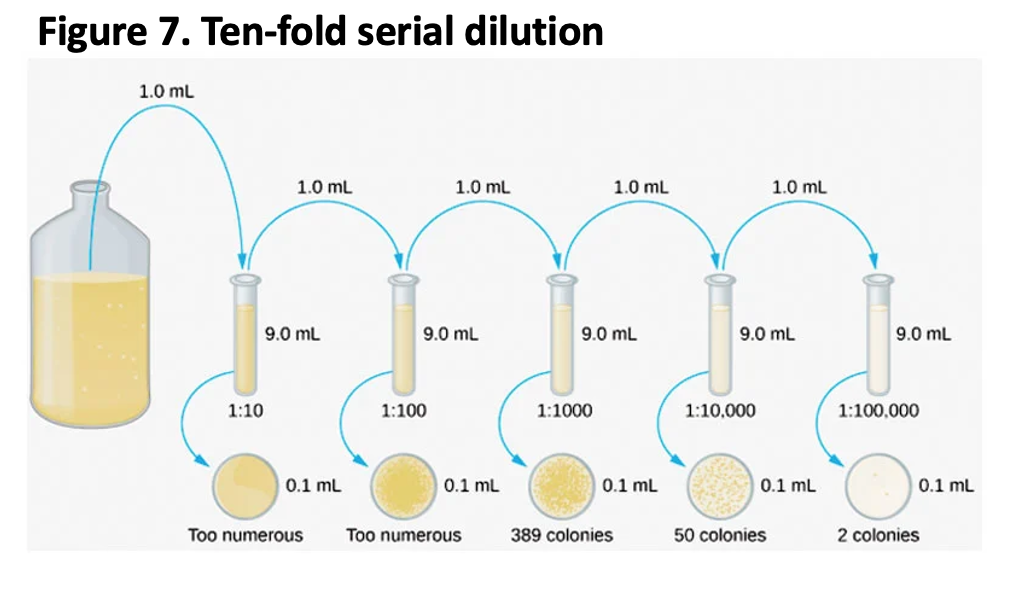 Figure 7. Ten-fold serial dilution
1.0 mL
1.0 mL 1.0 mL 1.0 mL 1.0 mL
9.0 mL 9.0 mL 9.0 mL 9.0 mL 9.0 mL
1:10 1:100 1:1000 1:10,000 1:100,000
0.1 mL 0.1 mL 0.1 mL 0.1 mL 0.1 mL
Too numerous Too numerous 389 colonies 50 colonies 2 colonies